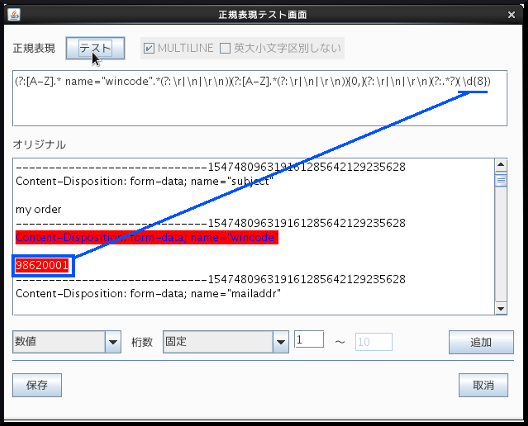 正規表現テスト画面
正規表現 テスト MULTILINE 英大小文字区別しない
(?:[A-Z].* name="wincode".*(?:\r|\n|\r\n))(?:[A-Z].*(?:\r|\n|\r\n)){0,}(?:\r|\n|\r\n)(?:.*?)(\d{8})
オリジナル
-----------------------------1547480963191612856421292356​28
Content-Disposition: form-data; name="subject"
my order
-----------------------------154748096319161285642129235628
Content-Disposition: form-data; name="wincode"
98620001
-----------------------------154748096319161285642129235628
Content-Disposition: form-data; name="mailaddr"
数値 桁数 固定 1 ～ 10 追加
保存 取消